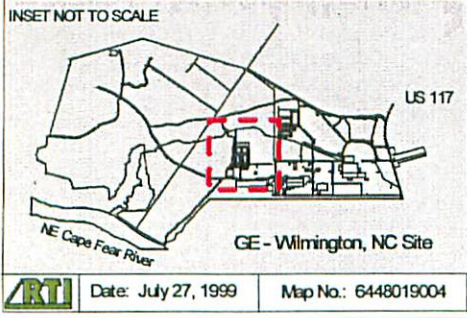 INSET NOT TO SCALE
US 117
NE Cape Fear River
GE - Wilmington, NC Site
RTI
Date: July 27, 1999
Map No.: 6448019004